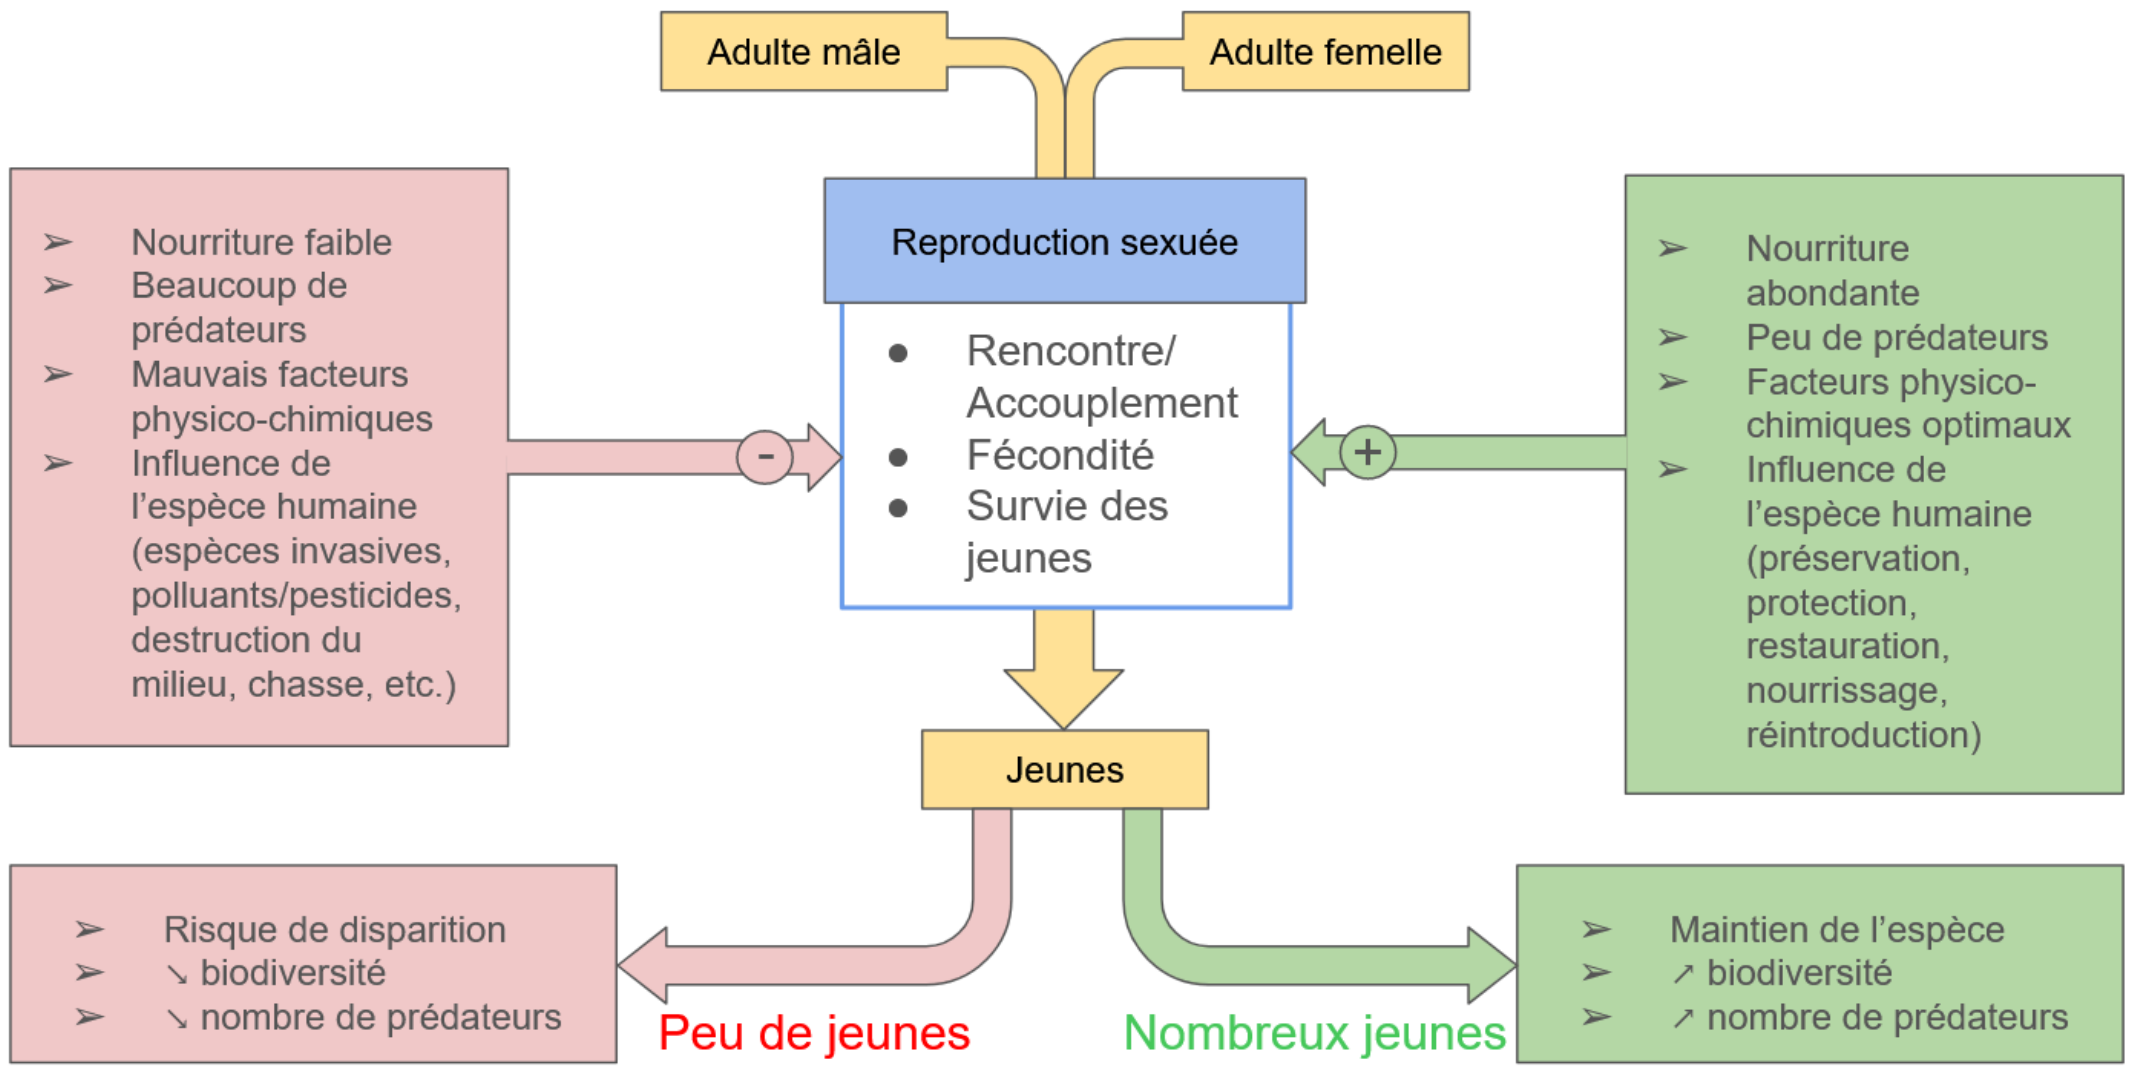 Adulte mâle
Adulte femelle
Reproduction sexuée
➢ Nourriture faible
➢ Beaucoup de
prédateurs
➢ Mauvais facteurs
physico-chimiques
➢ Influence de
l’espèce humaine
(espèces invasives,
polluants/pesticides,
destruction du
milieu, chasse, etc.)
-
● Rencontre/
Accouplement
● Fécondité
● Survie des
jeunes
+
➢ Nourriture
abondante
➢ Peu de prédateurs
➢ Facteurs physico-
chimiques optimaux
➢ Influence de
l’espèce humaine
(préservation,
protection,
restauration,
nourrissage,
réintroduction)
Jeunes
➢ Risque de disparition
➢ ↘ biodiversité
➢ ↘ nombre de prédateurs
Peu de jeunes
Nombreux jeunes
➢ Maintien de l’espèce
➢ ↗ biodiversité
➢ ↗ nombre de prédateurs